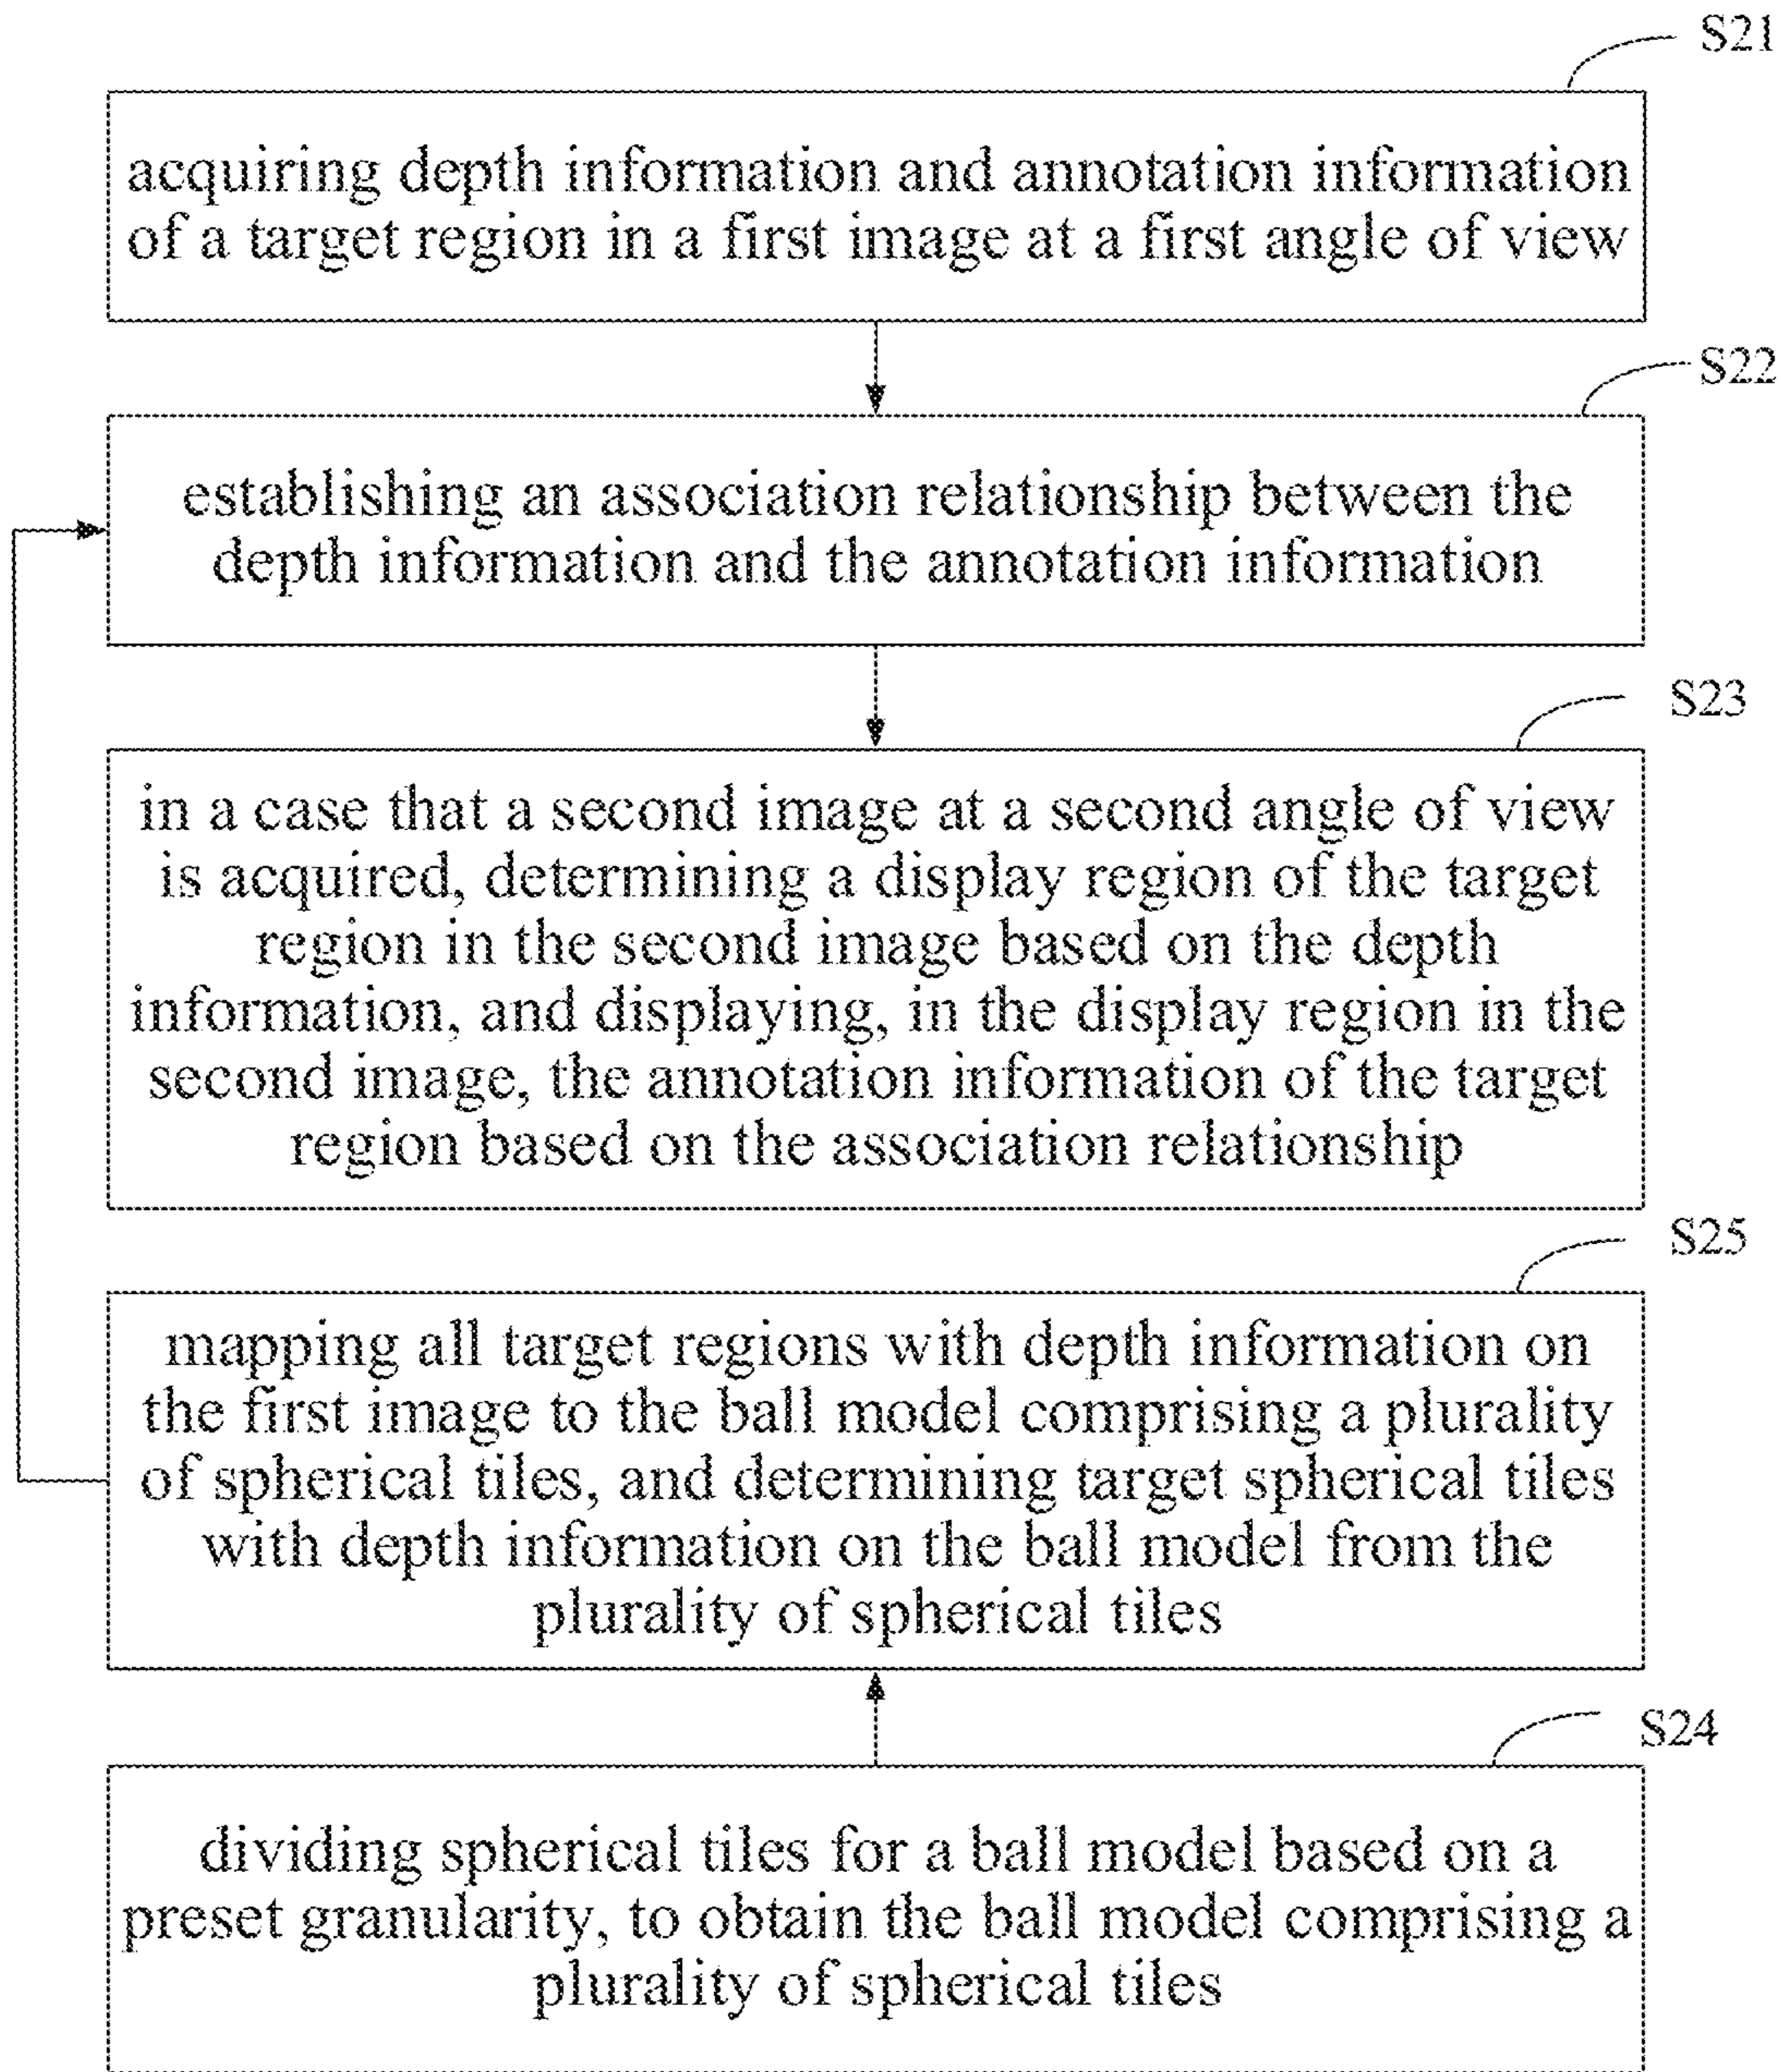 S21
acquiring depth information and annotation information
of a target region in a first image at a first angle of view
S22
establishing an association relationship between the
depth information and the annotation information
S23
in a case that a second image at a second angle of view
is acquired, determining a display region of the target
region in the second image based on the depth
information, and displaying, in the display region in the
second image, the annotation information of the target
region based on the association relationship
S25
mapping all target regions with depth information on
the first image to the ball model comprising a plurality
of spherical tiles, and determining target spherical tiles
with depth information on the ball model from the
plurality of spherical tiles
S24
dividing spherical tiles for a ball model based on a
preset granularity, to obtain the ball model comprising a
plurality of spherical tiles